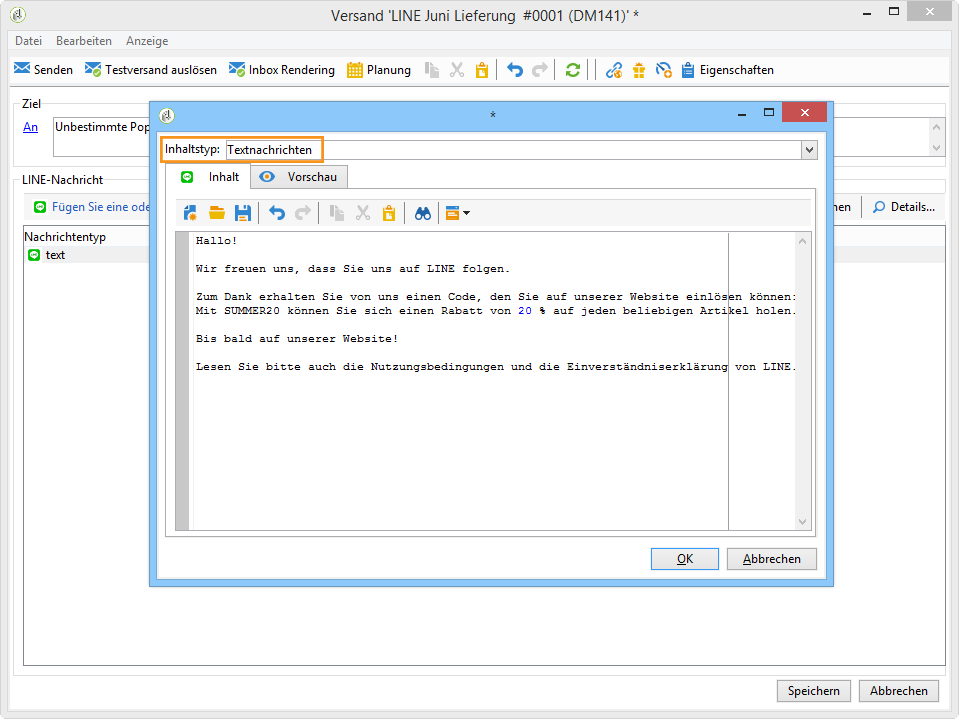 Versand 'LINE Juni Lieferung #0001 (DM141)' *
Datei Bearbeiten Anzeige
Senden Testversand auslösen Inbox Rendering Planung Eigenschaften
Ziel
An Unbestimmte Pop
LINE-Nachricht
Fügen Sie eine ode
nen Details...
Nachrichtentyp
text
*
Inhaltstyp: Textnachrichten
Inhalt Vorschau
Hallo!
Wir freuen uns, dass Sie uns auf LINE folgen.
Zum Dank erhalten Sie von uns einen Code, den Sie auf unserer Website einlösen können:
Mit SUMMER20 können Sie sich einen Rabatt von 20 % auf jeden beliebigen Artikel holen.
Bis bald auf unserer Website!
Lesen Sie bitte auch die Nutzungsbedingungen und die Einverständniserklärung von LINE.
OK Abbrechen
Speichern Abbrechen